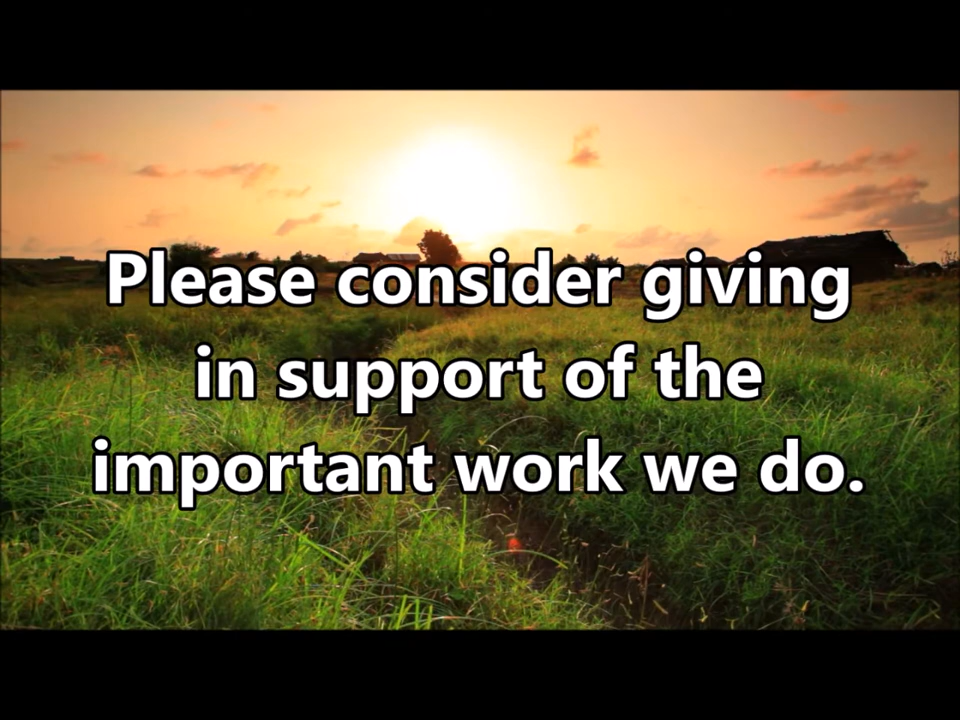 Please consider giving
in support of the
important work we do.